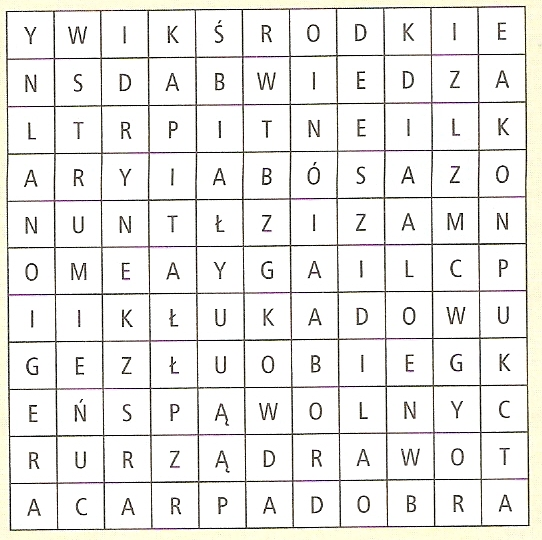 Y W I K Ś R O D K I E
N S D A B W I E D Z A
L T R P I T N E I L K
A R Y I A B Ó S A Z O
N U N T Ł Z I Z A M N
O M E A Y G A I L C P
I I K Ł U K A D O W U
G E Z Ł U O B I E G K
E Ń S P Ą W O L N Y C
R U R Z Ą D R A W O T
A C A R P A D O B R A